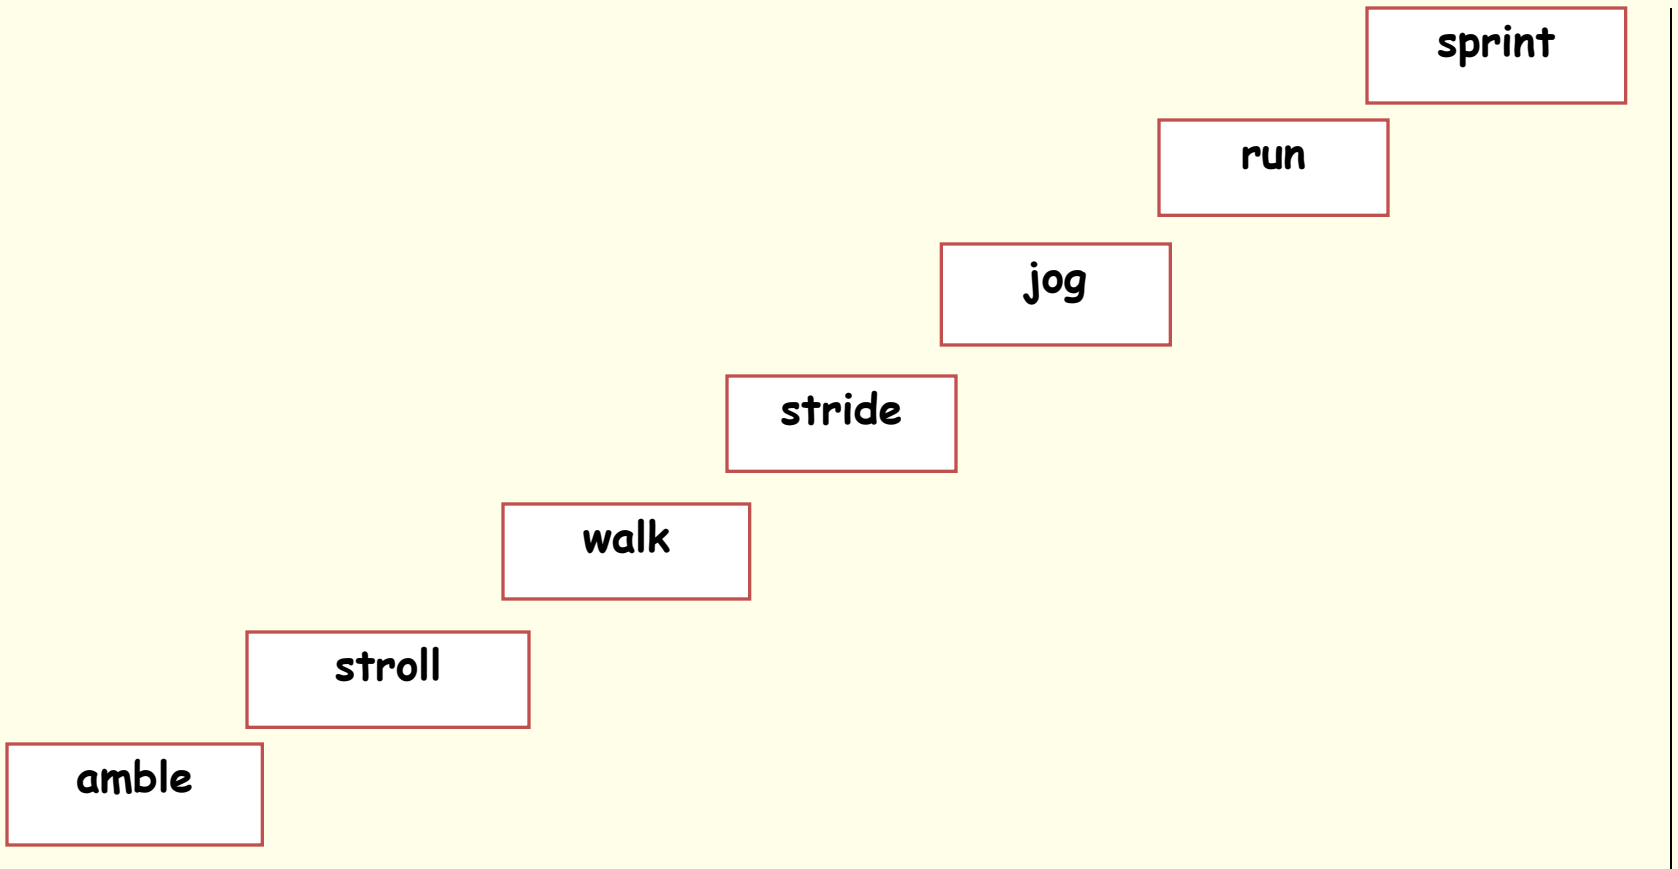 sprint
run
jog
stride
walk
stroll
amble